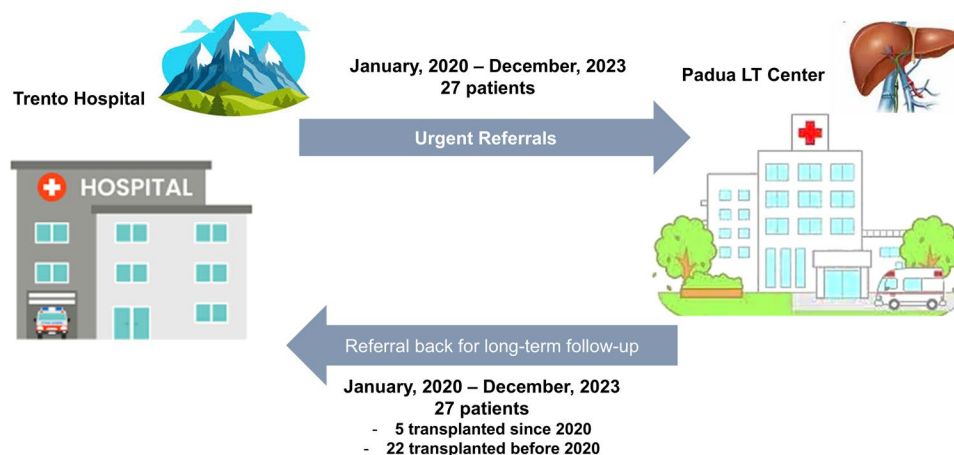 Trento Hospital
January, 2020 – December, 2023
27 patients
Padua LT Center
Urgent Referrals
HOSPITAL
Referral back for long-term follow-up
January, 2020 – December, 2023
27 patients
- 5 transplanted since 2020
- 22 transplanted before 2020